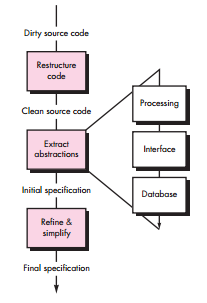 Dirty source code
Restructure
code
Clean source code
Extract
abstractions
Initial specification
Refine &
simplify
Final specification
Processing
Interface
Database